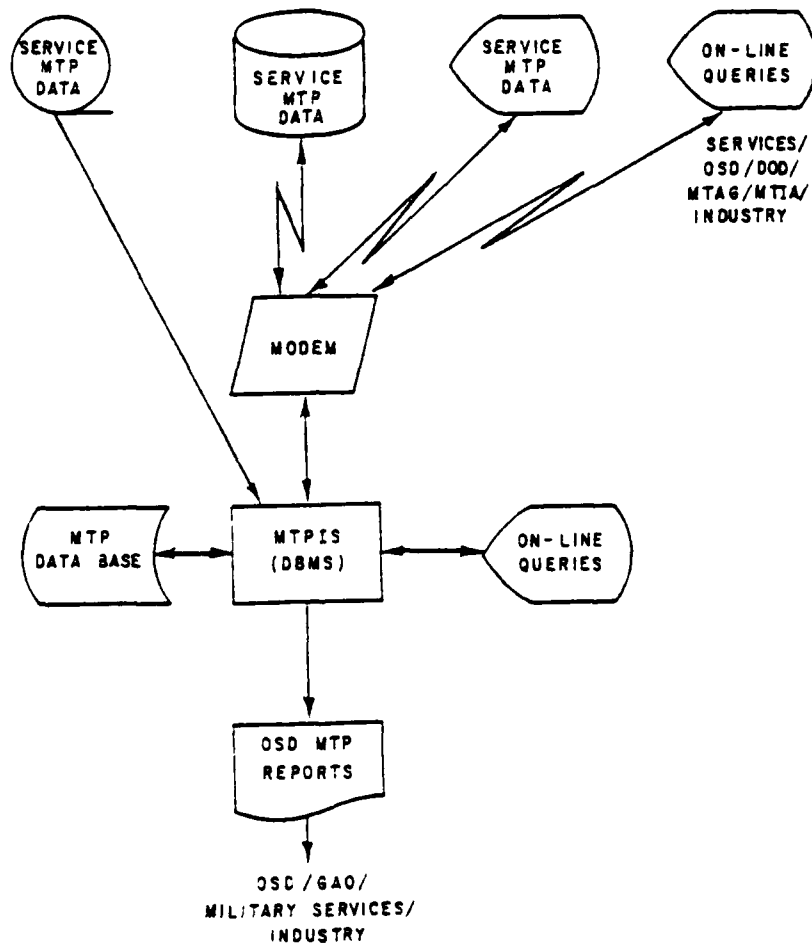 SERVICE
MTP
DATA
SERVICE
MTP
DATA
SERVICE
MTP
DATA
ON-LINE
QUERIES
SERVICES/
OSD/DOD/
MTAG/MTIA/
INDUSTRY
MODEM
MTP
DATA BASE
MTPIS
(DBMS)
ON-LINE
QUERIES
OSD MTP
REPORTS
OSD/GAO/
MILITARY SERVICES/
INDUSTRY